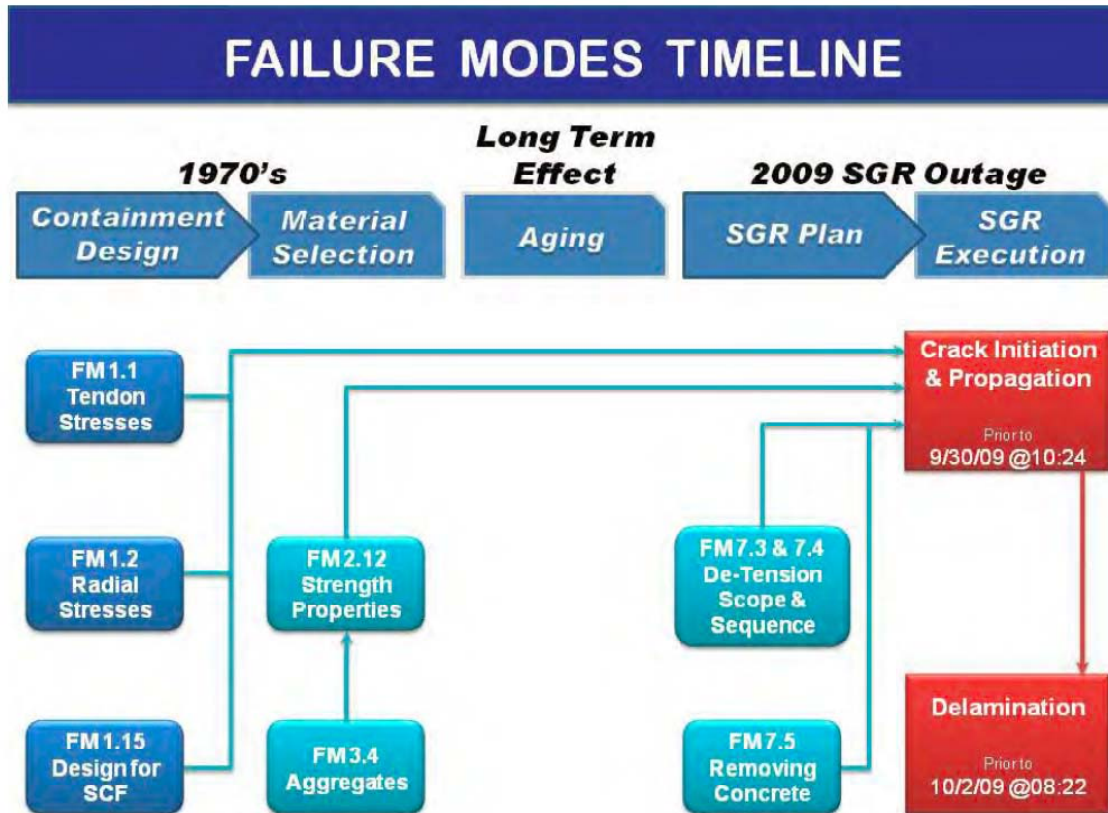 FAILURE MODES TIMELINE
1970's
Long Term
Effect
2009 SGR Outage
Containment
Design
Material
Selection
Aging
SGR Plan
SGR
Execution
FM1.1
Tendon
Stresses
Crack Initiation
& Propagation
Prior to
9/30/09 @10:24
FM1.2
Radial
Stresses
FM2.12
Strength
Properties
FM7.3 & 7.4
De-Tension
Scope &
Sequence
FM1.15
Design for
SCF
FM3.4
Aggregates
FM7.5
Removing
Concrete
Delamination
Prior to
10/2/09 @08:22